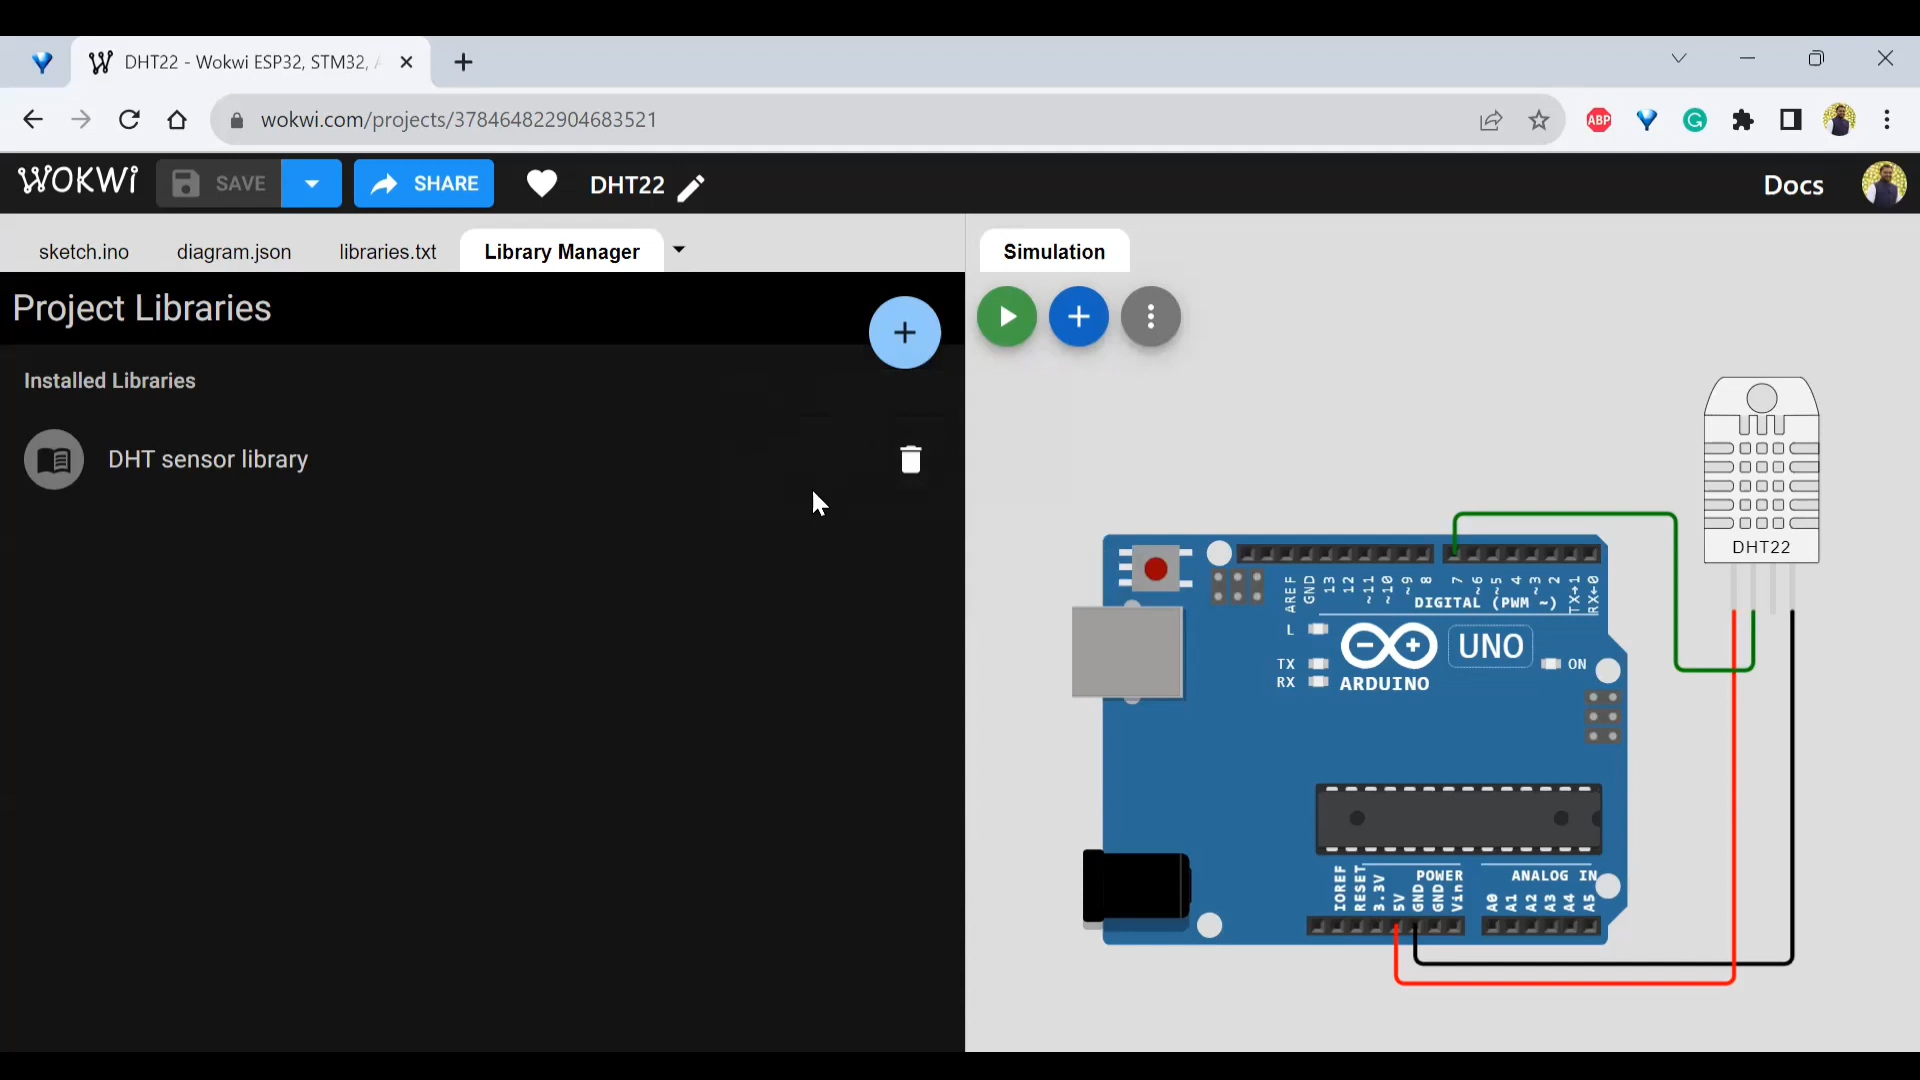 DHT22 - Wokwi ESP32, STM32, A
wokwi.com/projects/378464822904683521
ABP
WOKWi
SAVE
SHARE
DHT22
Docs
sketch.ino
diagram.json
libraries.txt
Library Manager
Simulation
Project Libraries
Installed Libraries
DHT sensor library
DHT22
AREF
GND
13
12
~11
~10
~9
8
7
~6
~5
4
~3
2
TX→1
RX←0
DIGITAL (PWM ~)
L
TX
RX
UNO
ON
ARDUINO
POWER
ANALOG IN
IOREF
RESET
3.3V
5V
GND
GND
Vin
A0
A1
A2
A3
A4
A5